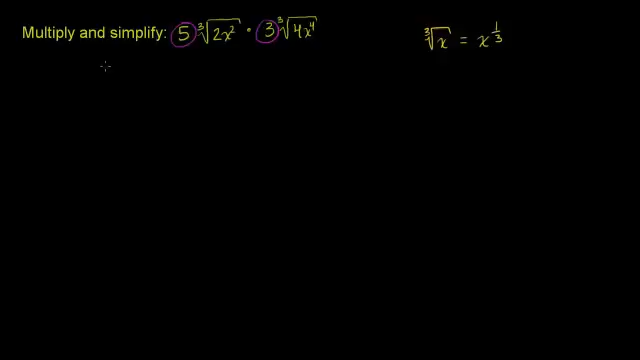 Multiply and simplify: 5 ∛(2x²) · 3 ∛(4x⁴)
∛x = x^(1/3)